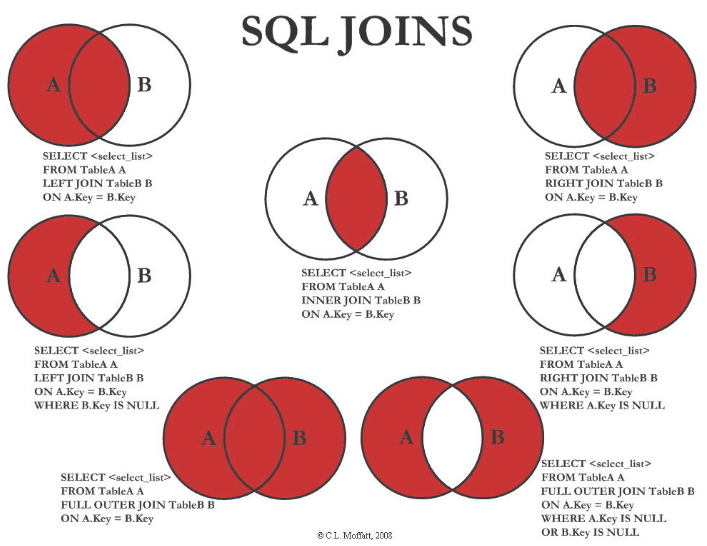 SQL JOINS
A B
SELECT <select_list>
FROM TableA A
LEFT JOIN TableB B
ON A.Key = B.Key
A B
SELECT <select_list>
FROM TableA A
RIGHT JOIN TableB B
ON A.Key = B.Key
A B
SELECT <select_list>
FROM TableA A
INNER JOIN TableB B
ON A.Key = B.Key
A B
SELECT <select_list>
FROM TableA A
LEFT JOIN TableB B
ON A.Key = B.Key
WHERE B.Key IS NULL
A B
SELECT <select_list>
FROM TableA A
RIGHT JOIN TableB B
ON A.Key = B.Key
WHERE A.Key IS NULL
A B
SELECT <select_list>
FROM TableA A
FULL OUTER JOIN TableB B
ON A.Key = B.Key
A B
SELECT <select_list>
FROM TableA A
FULL OUTER JOIN TableB B
ON A.Key = B.Key
WHERE A.Key IS NULL
OR B.Key IS NULL
© C.L. Moffatt, 2008